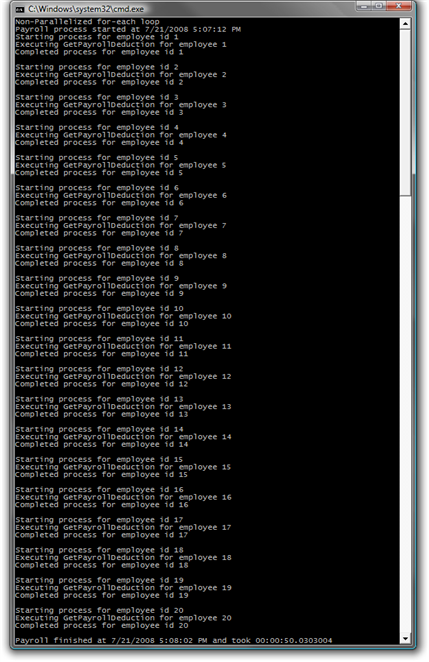 C:\Windows\system32\cmd.exe
Non-Parallelized for-each loop
Payroll process started at 7/21/2008 5:07:12 PM
Starting process for employee id 1
Executing GetPayrollDeduction for employee 1
Completed process for employee id 1
Starting process for employee id 2
Executing GetPayrollDeduction for employee 2
Completed process for employee id 2
Starting process for employee id 3
Executing GetPayrollDeduction for employee 3
Completed process for employee id 3
Starting process for employee id 4
Executing GetPayrollDeduction for employee 4
Completed process for employee id 4
Starting process for employee id 5
Executing GetPayrollDeduction for employee 5
Completed process for employee id 5
Starting process for employee id 6
Executing GetPayrollDeduction for employee 6
Completed process for employee id 6
Starting process for employee id 7
Executing GetPayrollDeduction for employee 7
Completed process for employee id 7
Starting process for employee id 8
Executing GetPayrollDeduction for employee 8
Completed process for employee id 8
Starting process for employee id 9
Executing GetPayrollDeduction for employee 9
Completed process for employee id 9
Starting process for employee id 10
Executing GetPayrollDeduction for employee 10
Completed process for employee id 10
Starting process for employee id 11
Executing GetPayrollDeduction for employee 11
Completed process for employee id 11
Starting process for employee id 12
Executing GetPayrollDeduction for employee 12
Completed process for employee id 12
Starting process for employee id 13
Executing GetPayrollDeduction for employee 13
Completed process for employee id 13
Starting process for employee id 14
Executing GetPayrollDeduction for employee 14
Completed process for employee id 14
Starting process for employee id 15
Executing GetPayrollDeduction for employee 15
Completed process for employee id 15
Starting process for employee id 16
Executing GetPayrollDeduction for employee 16
Completed process for employee id 16
Starting process for employee id 17
Executing GetPayrollDeduction for employee 17
Completed process for employee id 17
Starting process for employee id 18
Executing GetPayrollDeduction for employee 18
Completed process for employee id 18
Starting process for employee id 19
Executing GetPayrollDeduction for employee 19
Completed process for employee id 19
Starting process for employee id 20
Executing GetPayrollDeduction for employee 20
Completed process for employee id 20
Payroll finished at 7/21/2008 5:08:02 PM and took 00:00:50.0303004